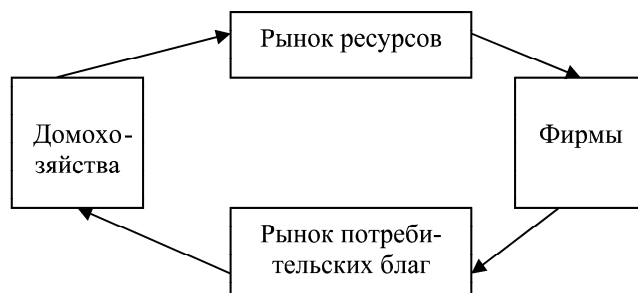 Рынок ресурсов
Домохо-
зяйства
Фирмы
Рынок потреби-
тельских благ